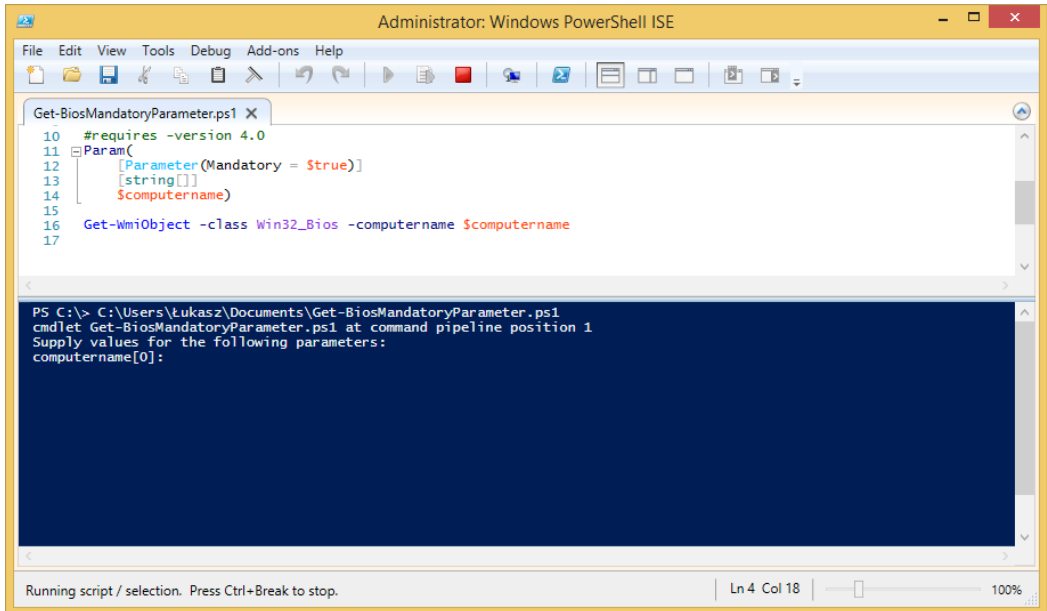 Administrator: Windows PowerShell ISE
File Edit View Tools Debug Add-ons Help
Get-BiosMandatoryParameter.ps1
10 #requires -version 4.0
11 Param(
12 [Parameter(Mandatory = $true)]
13 [string[]]
14 $computername)
15
16 Get-WmiObject -class Win32_Bios -computername $computername
17
PS C:\> C:\Users\Łukasz\Documents\Get-BiosMandatoryParameter.ps1
cmdlet Get-BiosMandatoryParameter.ps1 at command pipeline position 1
Supply values for the following parameters:
computername[0]:
Running script / selection. Press Ctrl+Break to stop.
Ln 4 Col 18
100%